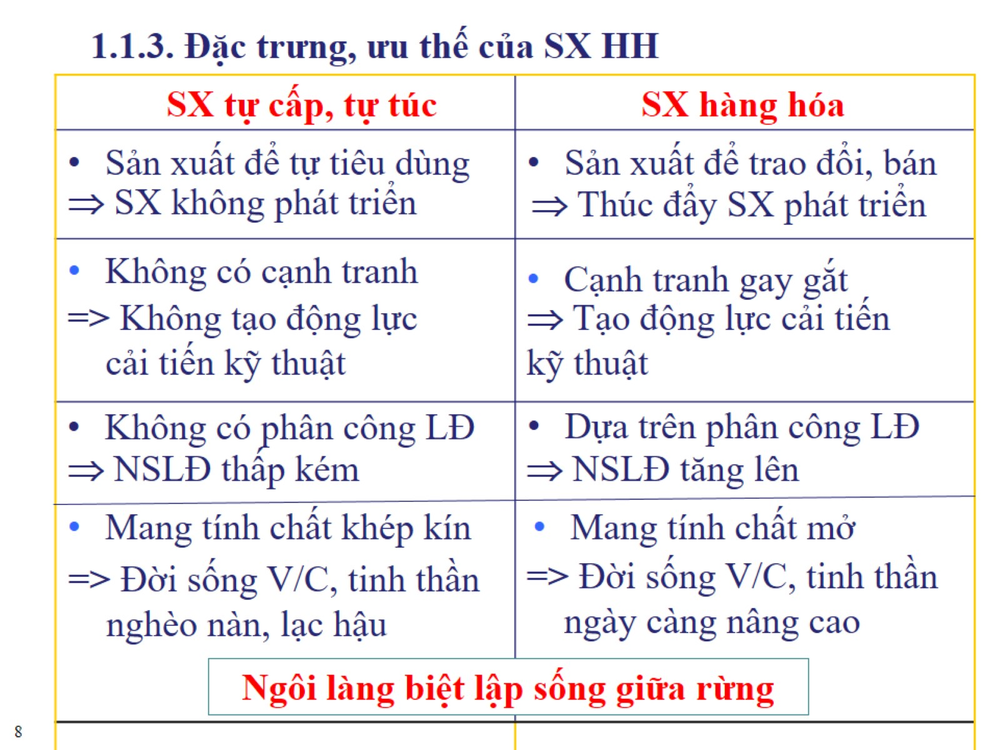 1.1.3. Đặc trưng, ưu thế của SX HH
SX tự cấp, tự túc
SX hàng hóa
• Sản xuất để tự tiêu dùng
⇒ SX không phát triển
• Sản xuất để trao đổi, bán
⇒ Thúc đẩy SX phát triển
• Không có cạnh tranh
=> Không tạo động lực
cải tiến kỹ thuật
• Cạnh tranh gay gắt
⇒ Tạo động lực cải tiến
kỹ thuật
• Không có phân công LĐ
⇒ NSLĐ thấp kém
• Dựa trên phân công LĐ
⇒ NSLĐ tăng lên
• Mang tính chất khép kín
=> Đời sống V/C, tinh thần
nghèo nàn, lạc hậu
• Mang tính chất mở
=> Đời sống V/C, tinh thần
ngày càng nâng cao
Ngôi làng biệt lập sống giữa rừng
8